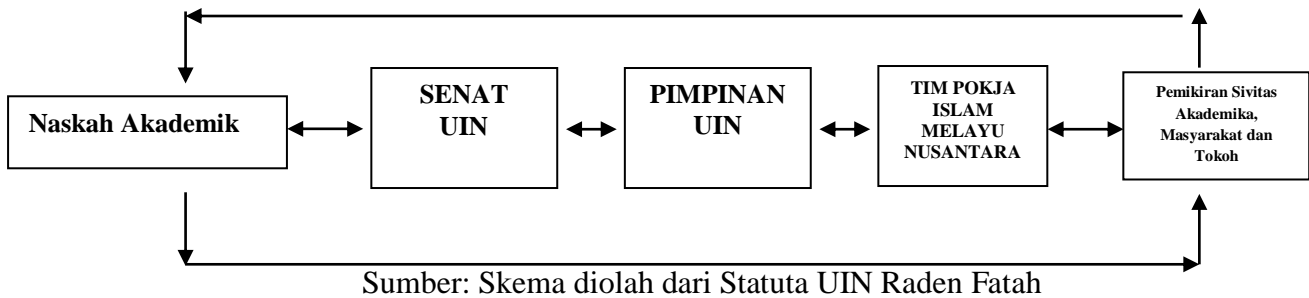 Naskah Akademik
SENAT
UIN
PIMPINAN
UIN
TIM POKJA
ISLAM
MELAYU
NUSANTARA
Pemikiran Sivitas
Akademika,
Masyarakat dan
Tokoh
Sumber: Skema diolah dari Statuta UIN Raden Fatah